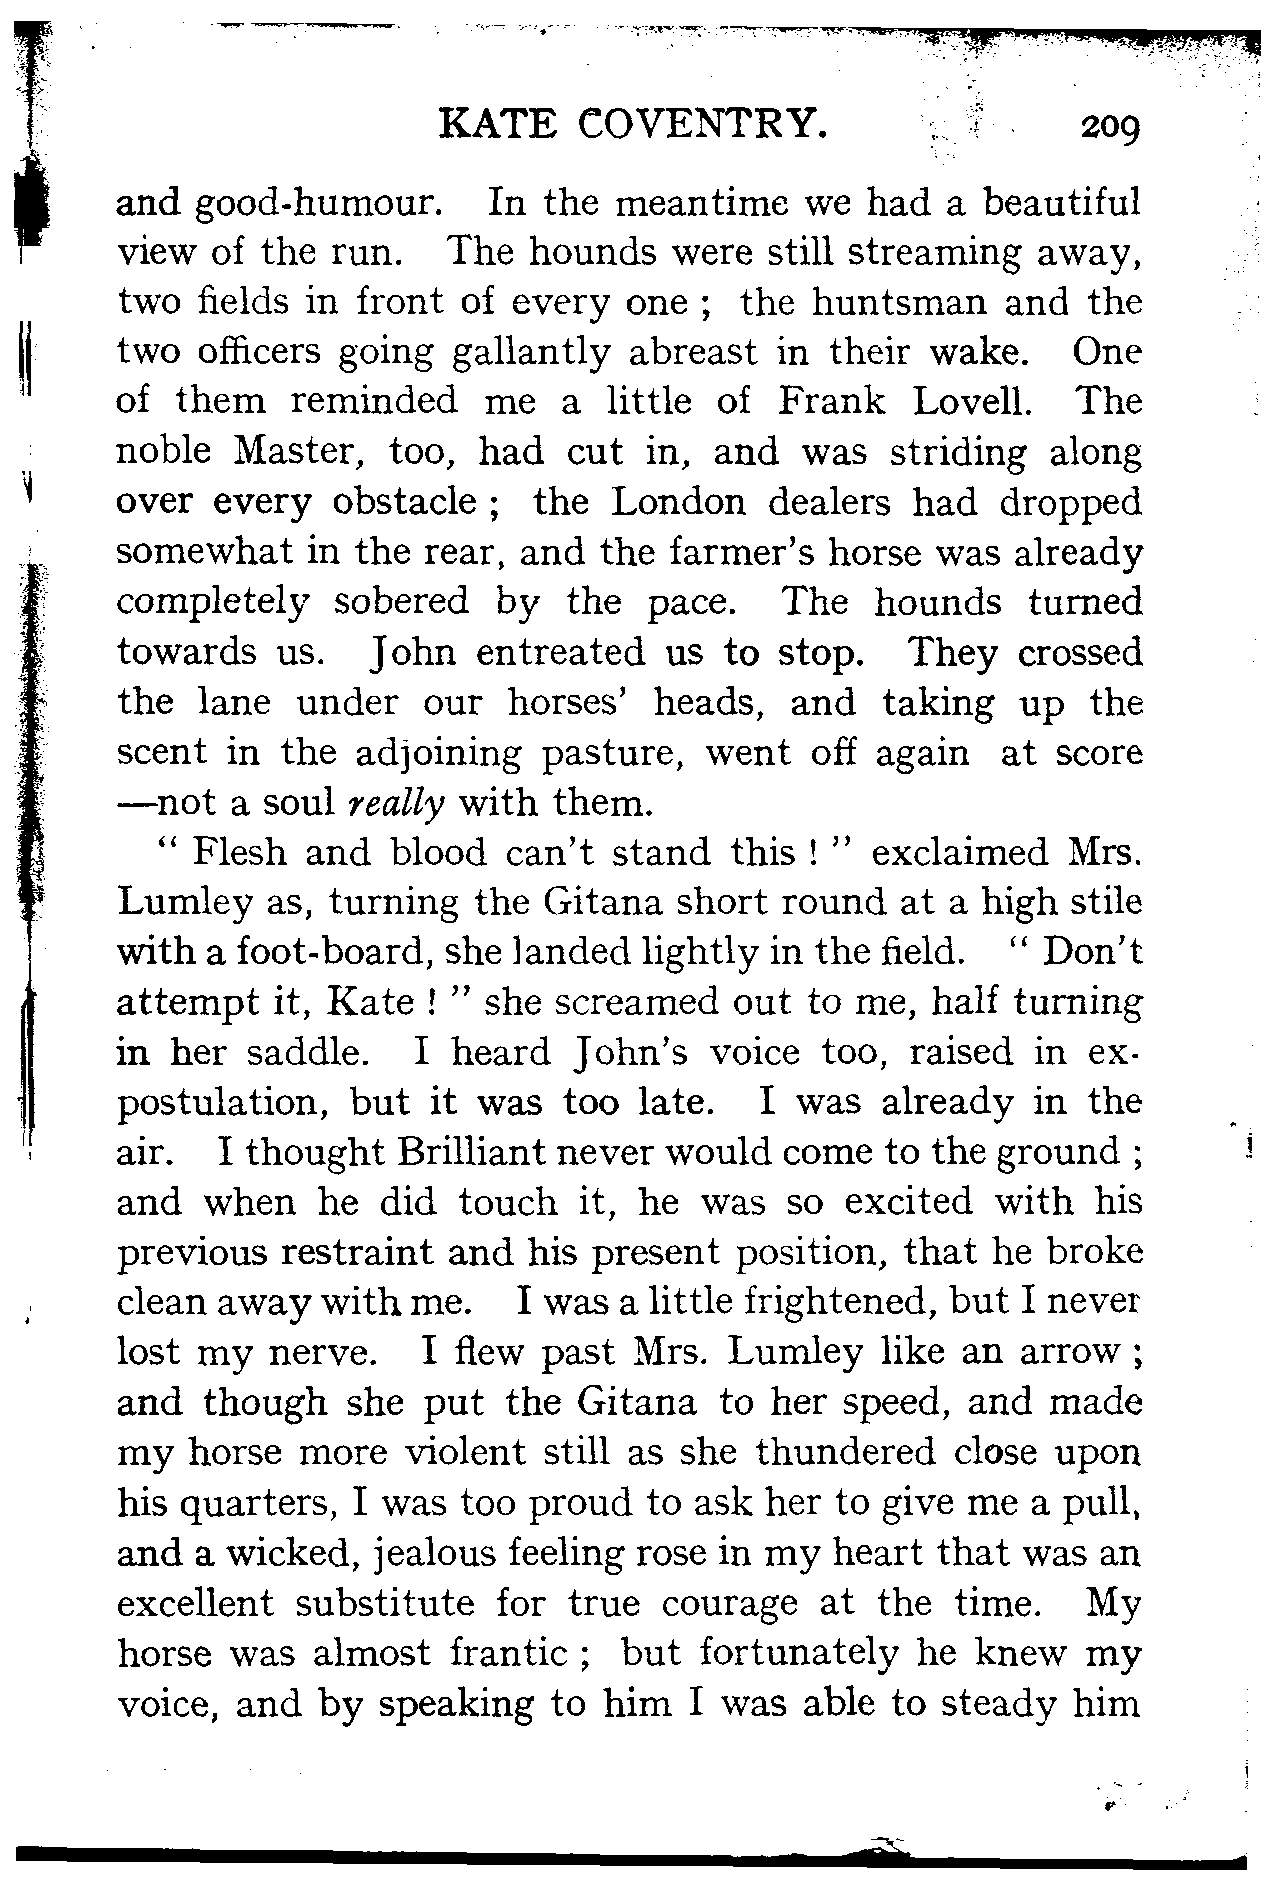 KATE COVENTRY. 209
and good-humour. In the meantime we had a beautiful
view of the run. The hounds were still streaming away,
two fields in front of every one ; the huntsman and the
two officers going gallantly abreast in their wake. One
of them reminded me a little of Frank Lovell. The
noble Master, too, had cut in, and was striding along
over every obstacle ; the London dealers had dropped
somewhat in the rear, and the farmer's horse was already
completely sobered by the pace. The hounds turned
towards us. John entreated us to stop. They crossed
the lane under our horses' heads, and taking up the
scent in the adjoining pasture, went off again at score
—not a soul really with them.
“ Flesh and blood can't stand this ! ” exclaimed Mrs.
Lumley as, turning the Gitana short round at a high stile
with a foot-board, she landed lightly in the field. “ Don't
attempt it, Kate ! ” she screamed out to me, half turning
in her saddle. I heard John's voice too, raised in ex-
postulation, but it was too late. I was already in the
air. I thought Brilliant never would come to the ground ;
and when he did touch it, he was so excited with his
previous restraint and his present position, that he broke
clean away with me. I was a little frightened, but I never
lost my nerve. I flew past Mrs. Lumley like an arrow ;
and though she put the Gitana to her speed, and made
my horse more violent still as she thundered close upon
his quarters, I was too proud to ask her to give me a pull,
and a wicked, jealous feeling rose in my heart that was an
excellent substitute for true courage at the time. My
horse was almost frantic ; but fortunately he knew my
voice, and by speaking to him I was able to steady him